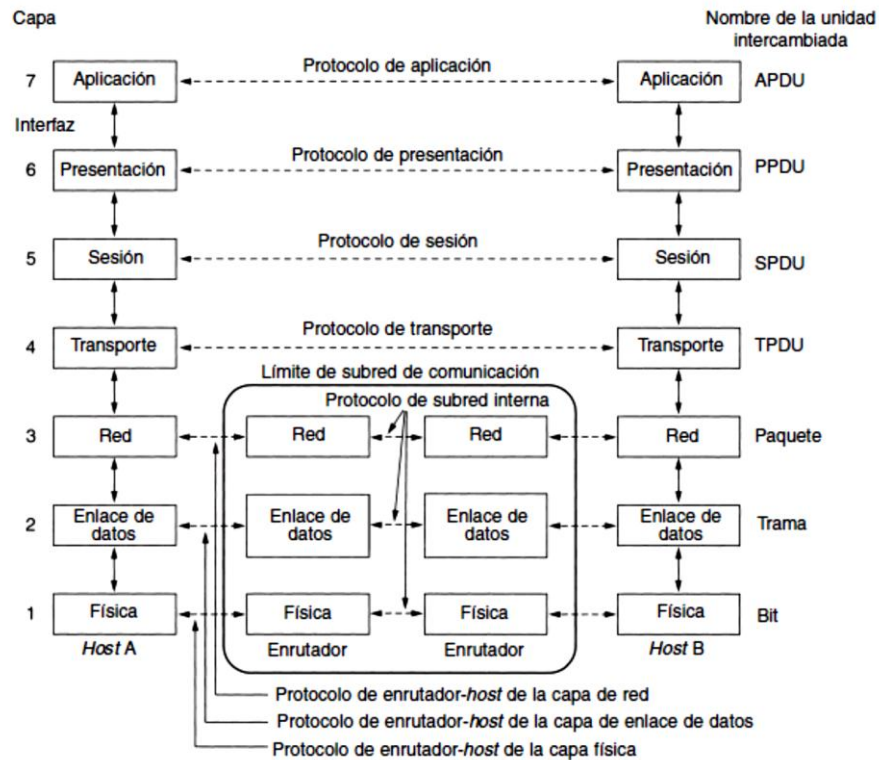 Capa
Nombre de la unidad
intercambiada
7
Aplicación
Protocolo de aplicación
Aplicación
APDU
Interfaz
6
Presentación
Protocolo de presentación
Presentación
PPDU
5
Sesión
Protocolo de sesión
Sesión
SPDU
4
Transporte
Protocolo de transporte
Transporte
TPDU
Límite de subred de comunicación
Protocolo de subred interna
3
Red
Red
Red
Red
Paquete
2
Enlace de
datos
Enlace de
datos
Enlace de
datos
Enlace de
datos
Trama
1
Física
Física
Física
Física
Bit
Host A
Enrutador
Enrutador
Host B
Protocolo de enrutador-host de la capa de red
Protocolo de enrutador-host de la capa de enlace de datos
Protocolo de enrutador-host de la capa física